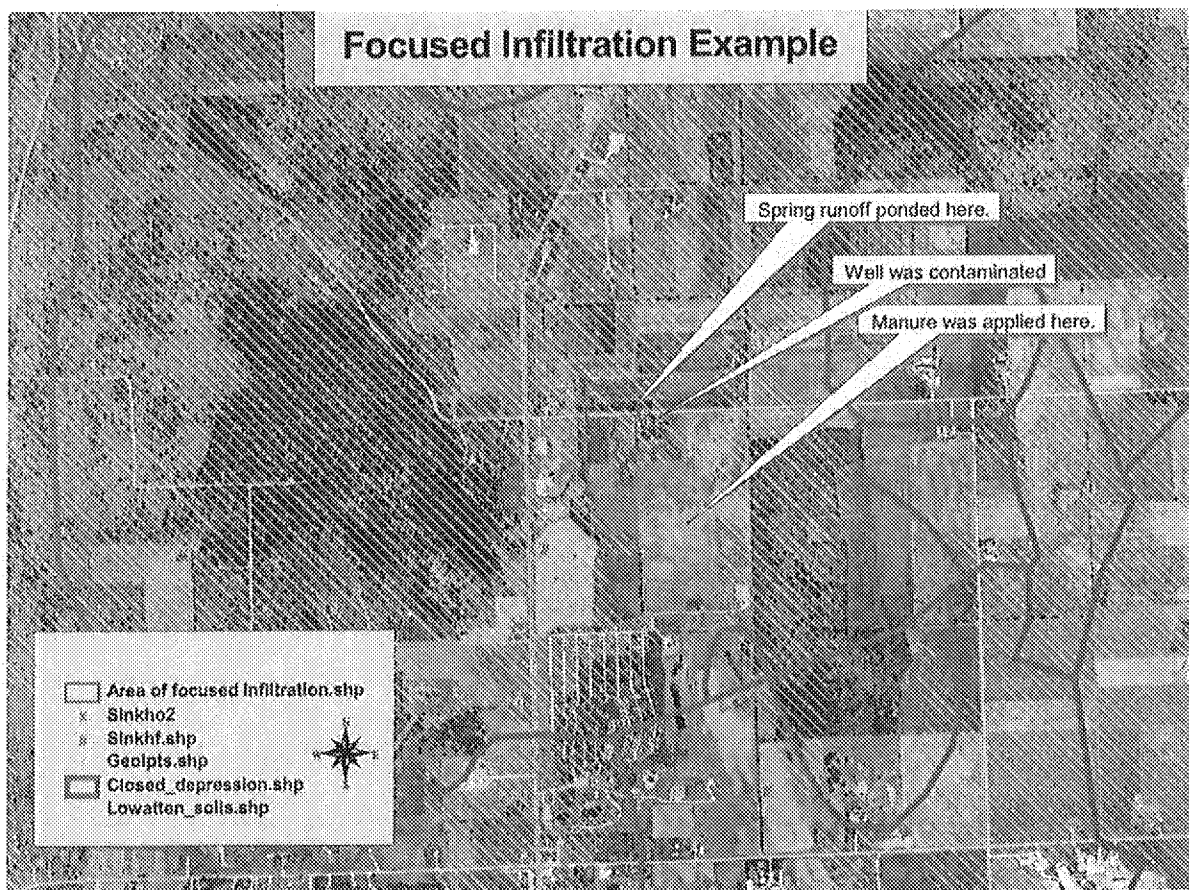 Focused Infiltration Example
Spring runoff ponded here.
Well was contaminated
Manure was applied here.
Area of focused Infiltration.shp
Sinkho2
Sinkhf.shp
Geolpts.shp
Closed_depression.shp
Lowatten_soils.shp